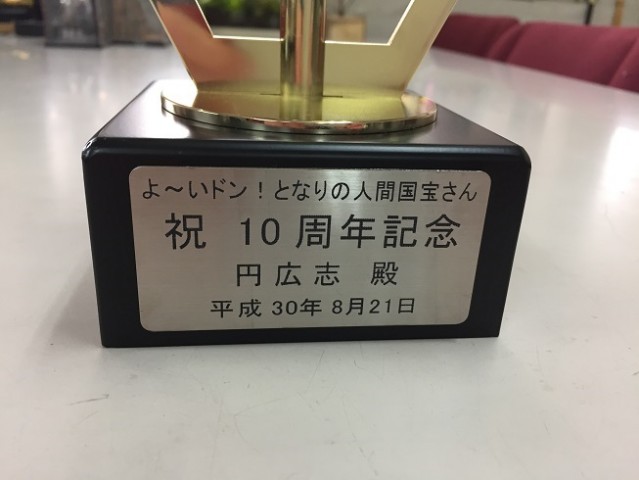 よ～いドン！となりの人間国宝さん
祝 10周年記念
円広志 殿
平成 30年 8月21日